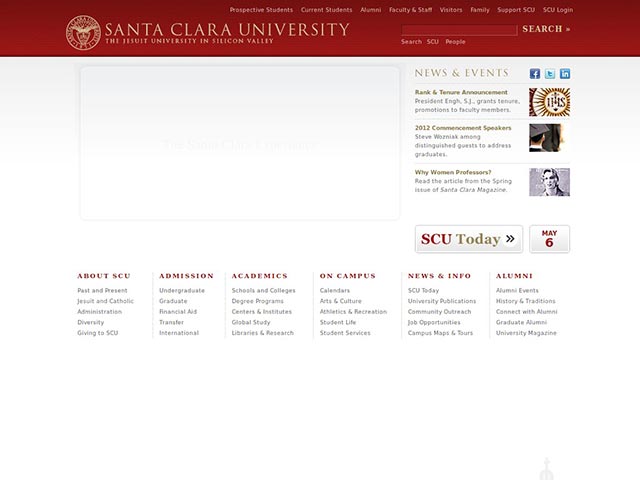 Prospective Students Current Students Alumni Faculty & Staff Visitors Family Support SCU SCU Login
SANTA CLARA UNIVERSITY
THE JESUIT UNIVERSITY IN SILICON VALLEY
SEARCH »
Search SCU People
The Santa Clara Experience
NEWS & EVENTS
Rank & Tenure Announcement
President Engh, S.J., grants tenure,
promotions to faculty members.
2012 Commencement Speakers
Steve Wozniak among
distinguished guests to address
graduates.
Why Women Professors?
Read the article from the Spring
issue of Santa Clara Magazine.
SCU Today »
MAY
6
ABOUT SCU
Past and Present
Jesuit and Catholic
Administration
Diversity
Giving to SCU
ADMISSION
Undergraduate
Graduate
Financial Aid
Transfer
International
ACADEMICS
Schools and Colleges
Degree Programs
Centers & Institutes
Global Study
Libraries & Research
ON CAMPUS
Calendars
Arts & Culture
Athletics & Recreation
Student Life
Student Services
NEWS & INFO
SCU Today
University Publications
Community Outreach
Job Opportunities
Campus Maps & Tours
ALUMNI
Alumni Events
History & Traditions
Connect with Alumni
Graduate Alumni
University Magazine